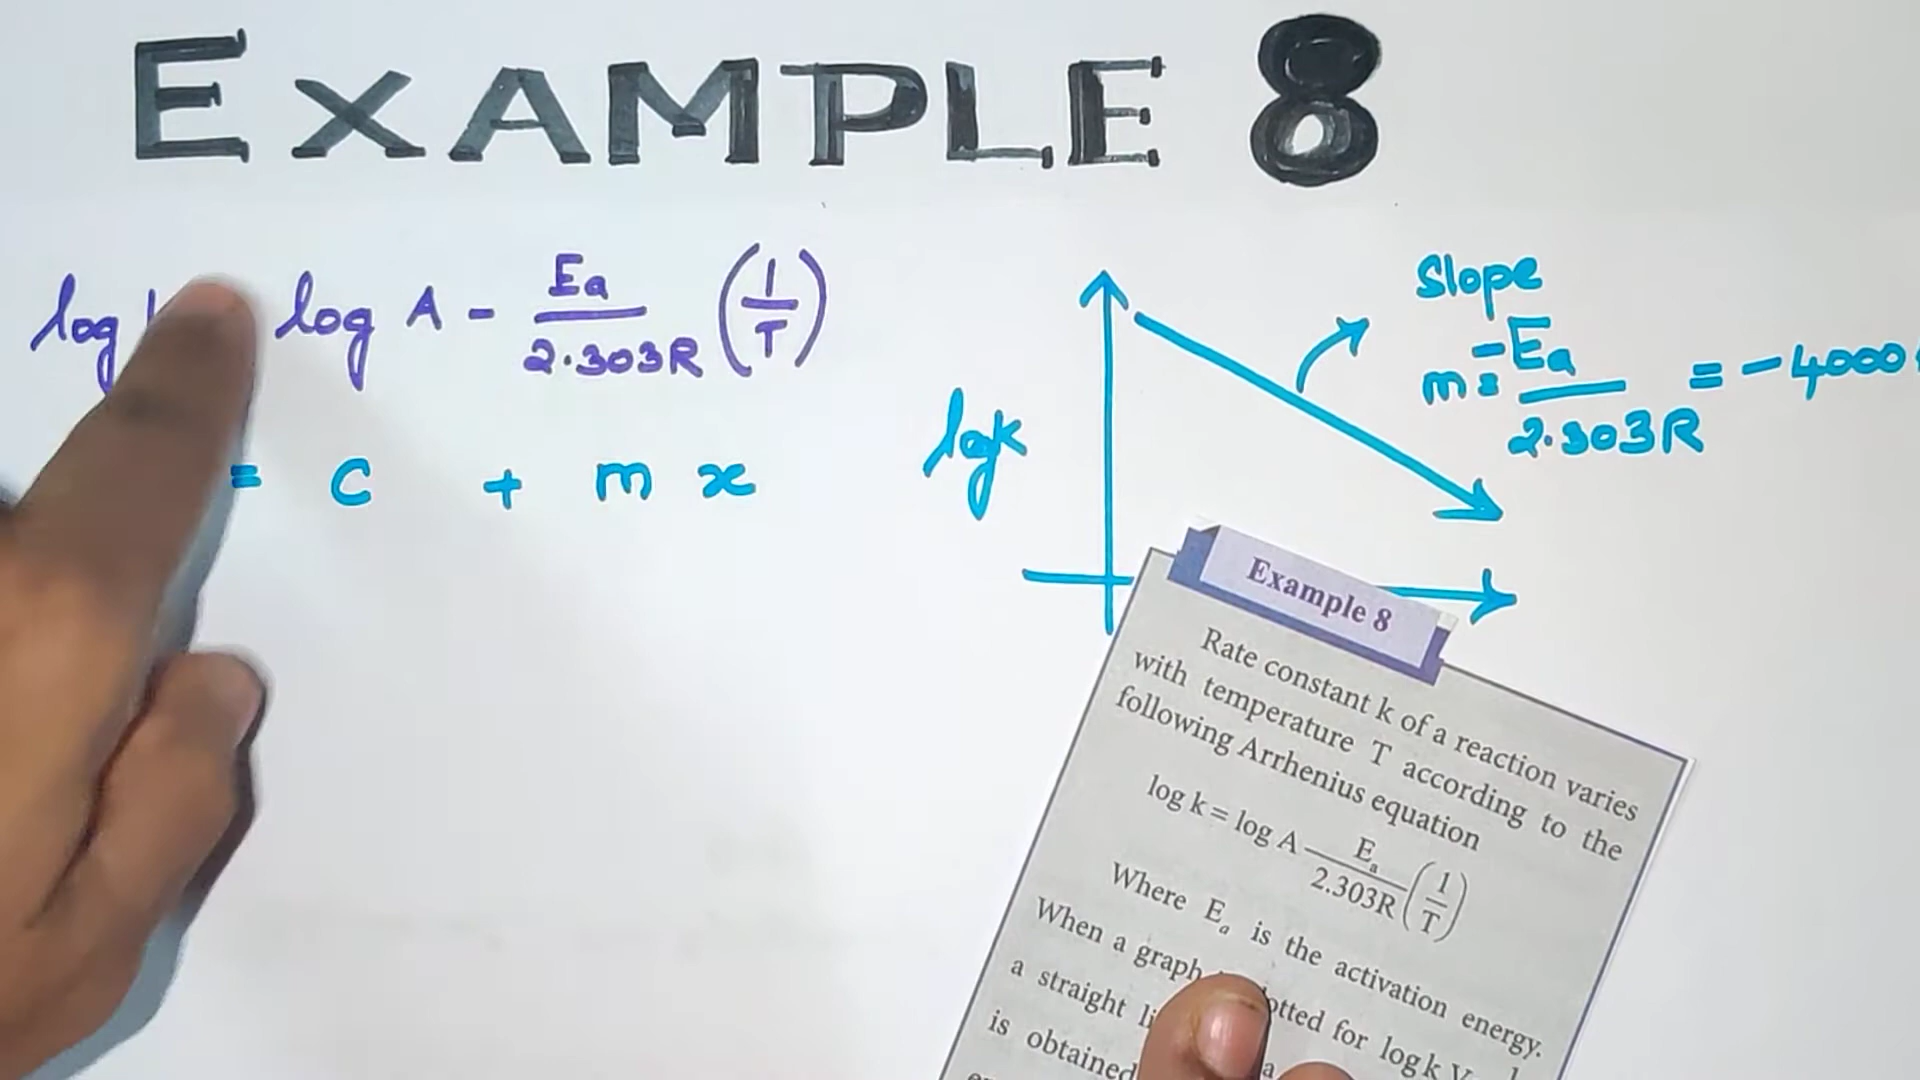 EXAMPLE 8
log log A - Ea/2.303R (1/T)
= c + m x
log k
Slope
m = -Ea/2.303R = -4000
Example 8
Rate constant k of a reaction varies
with temperature T according to the
following Arrhenius equation
log k = log A - Ea/2.303R (1/T)
Where Ea is the activation energy.
When a graph for log k
a straight
is obtained